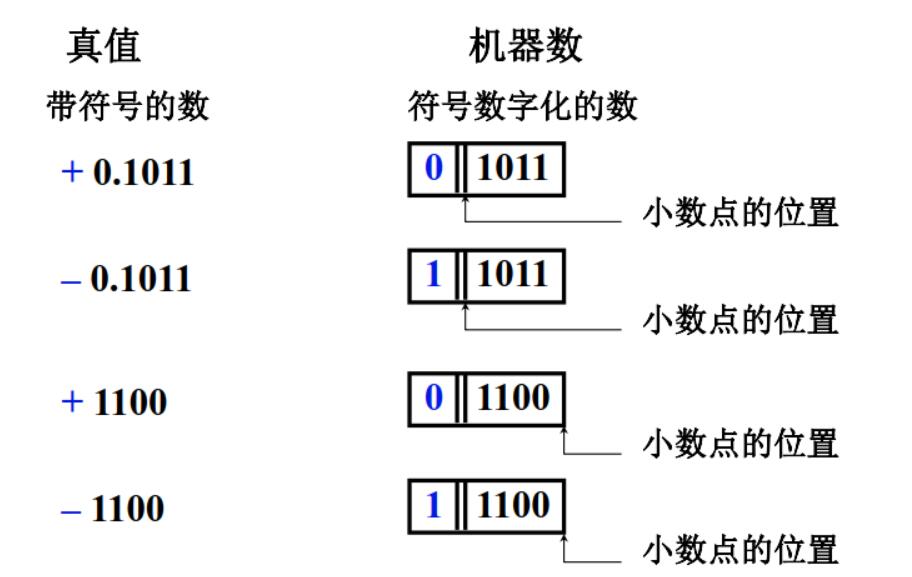 真值 机器数
带符号的数 符号数字化的数
+ 0.1011 0 1011
小数点的位置
– 0.1011 1 1011
小数点的位置
+ 1100 0 1100
小数点的位置
– 1100 1 1100
小数点的位置